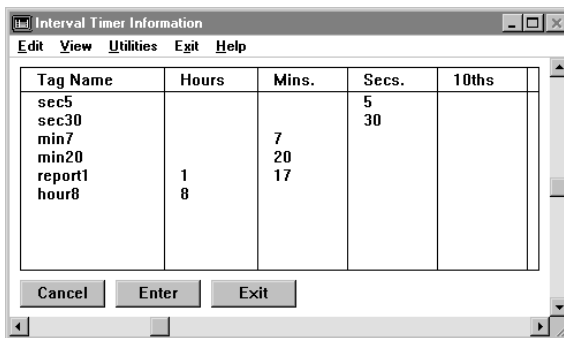 Interval Timer Information
Edit View Utilities Exit Help
Tag Name Hours Mins. Secs. 10ths
sec5 5
sec30 30
min7 7
min20 20
report1 1 17
hour8 8
Cancel Enter Exit